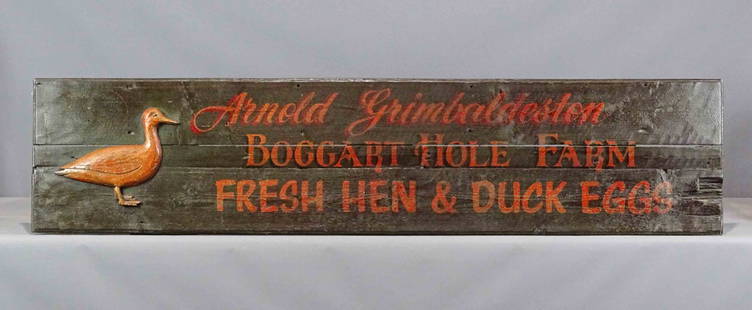 Arnold Grimbaldeston
BOGGART HOLE FARM
FRESH HEN & DUCK EGGS